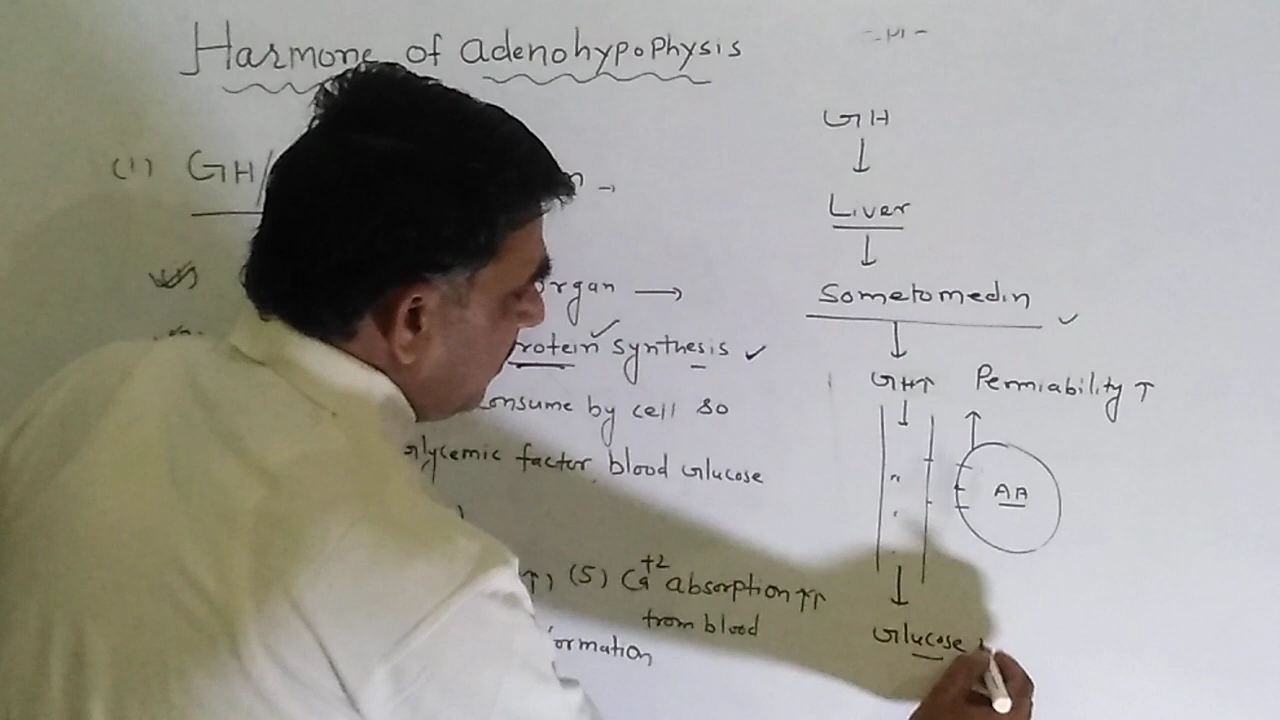 Harmone of adenohypophysis
(1) GH/
organ →
protein synthesis ✓
consume by cell so
glycemic factor blood Glucose
↑, (5) Ca+2 absorption ↑↑
from blood
formation
GH
↓
Liver
↓
Sometomedin ✓
↓
GH↑ Permiability ↑
↓
AA
↓
Glucose